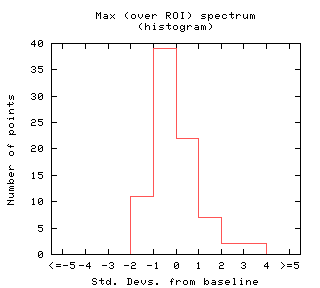 Max (over ROI) spectrum
(histogram)
40
35
30
25
20
15
10
5
0
Number of points
<=-5 -4 -3 -2 -1 0 1 2 3 4 >=5
Std. Devs. from baseline